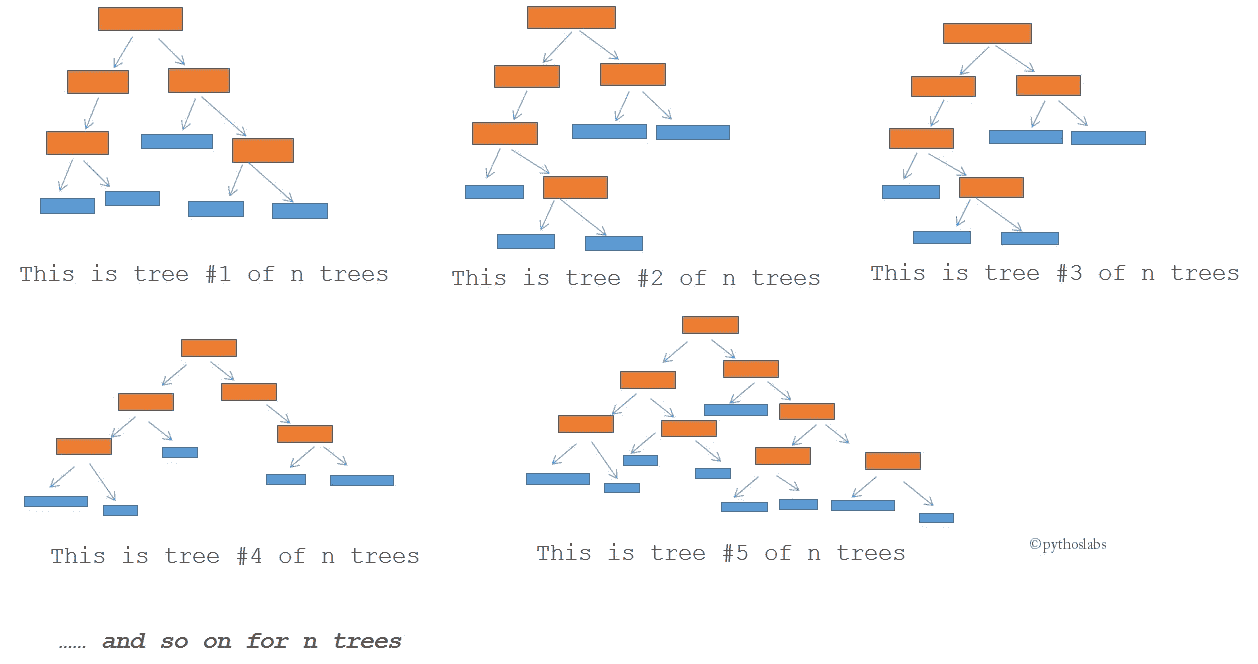 This is tree #1 of n trees
This is tree #2 of n trees
This is tree #3 of n trees
This is tree #4 of n trees
This is tree #5 of n trees
©pythoslabs
...... and so on for n trees